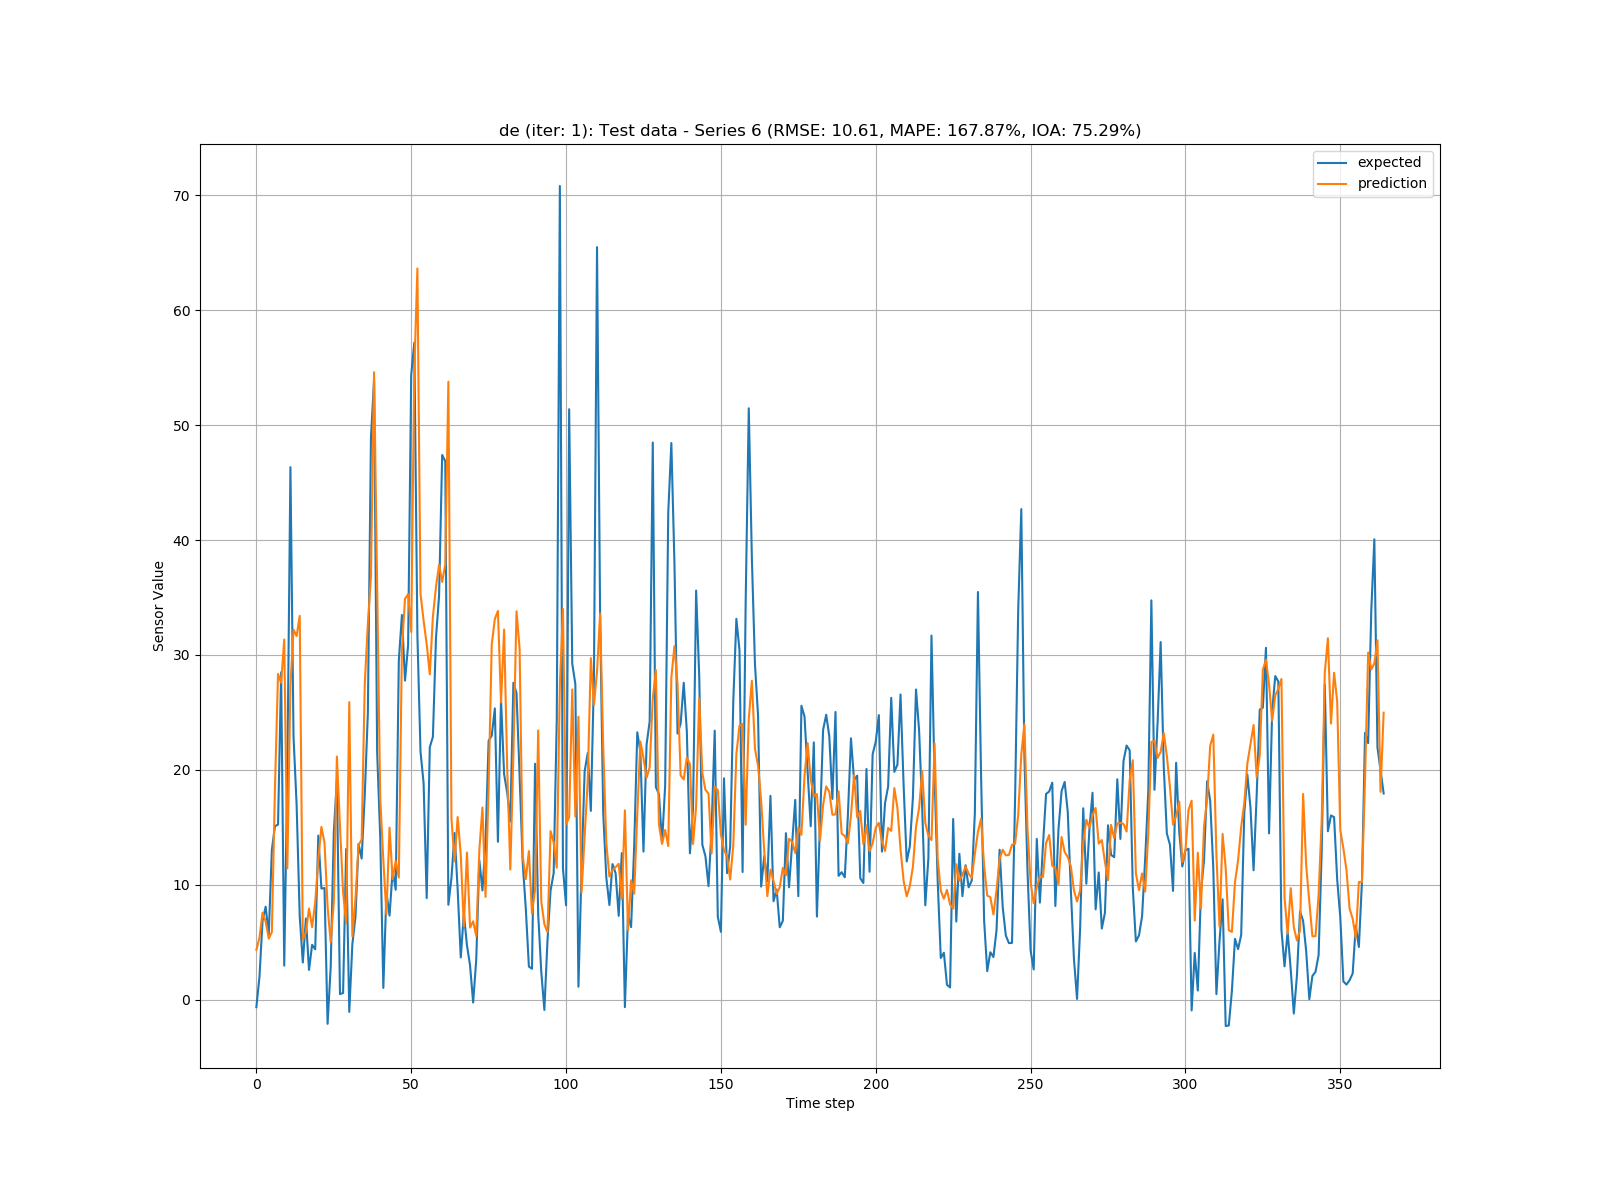 de (iter: 1): Test data - Series 6 (RMSE: 10.61, MAPE: 167.87%, IOA: 75.29%)
expected
prediction
70
60
50
40
30
20
10
0
Sensor Value
0 50 100 150 200 250 300 350
Time step